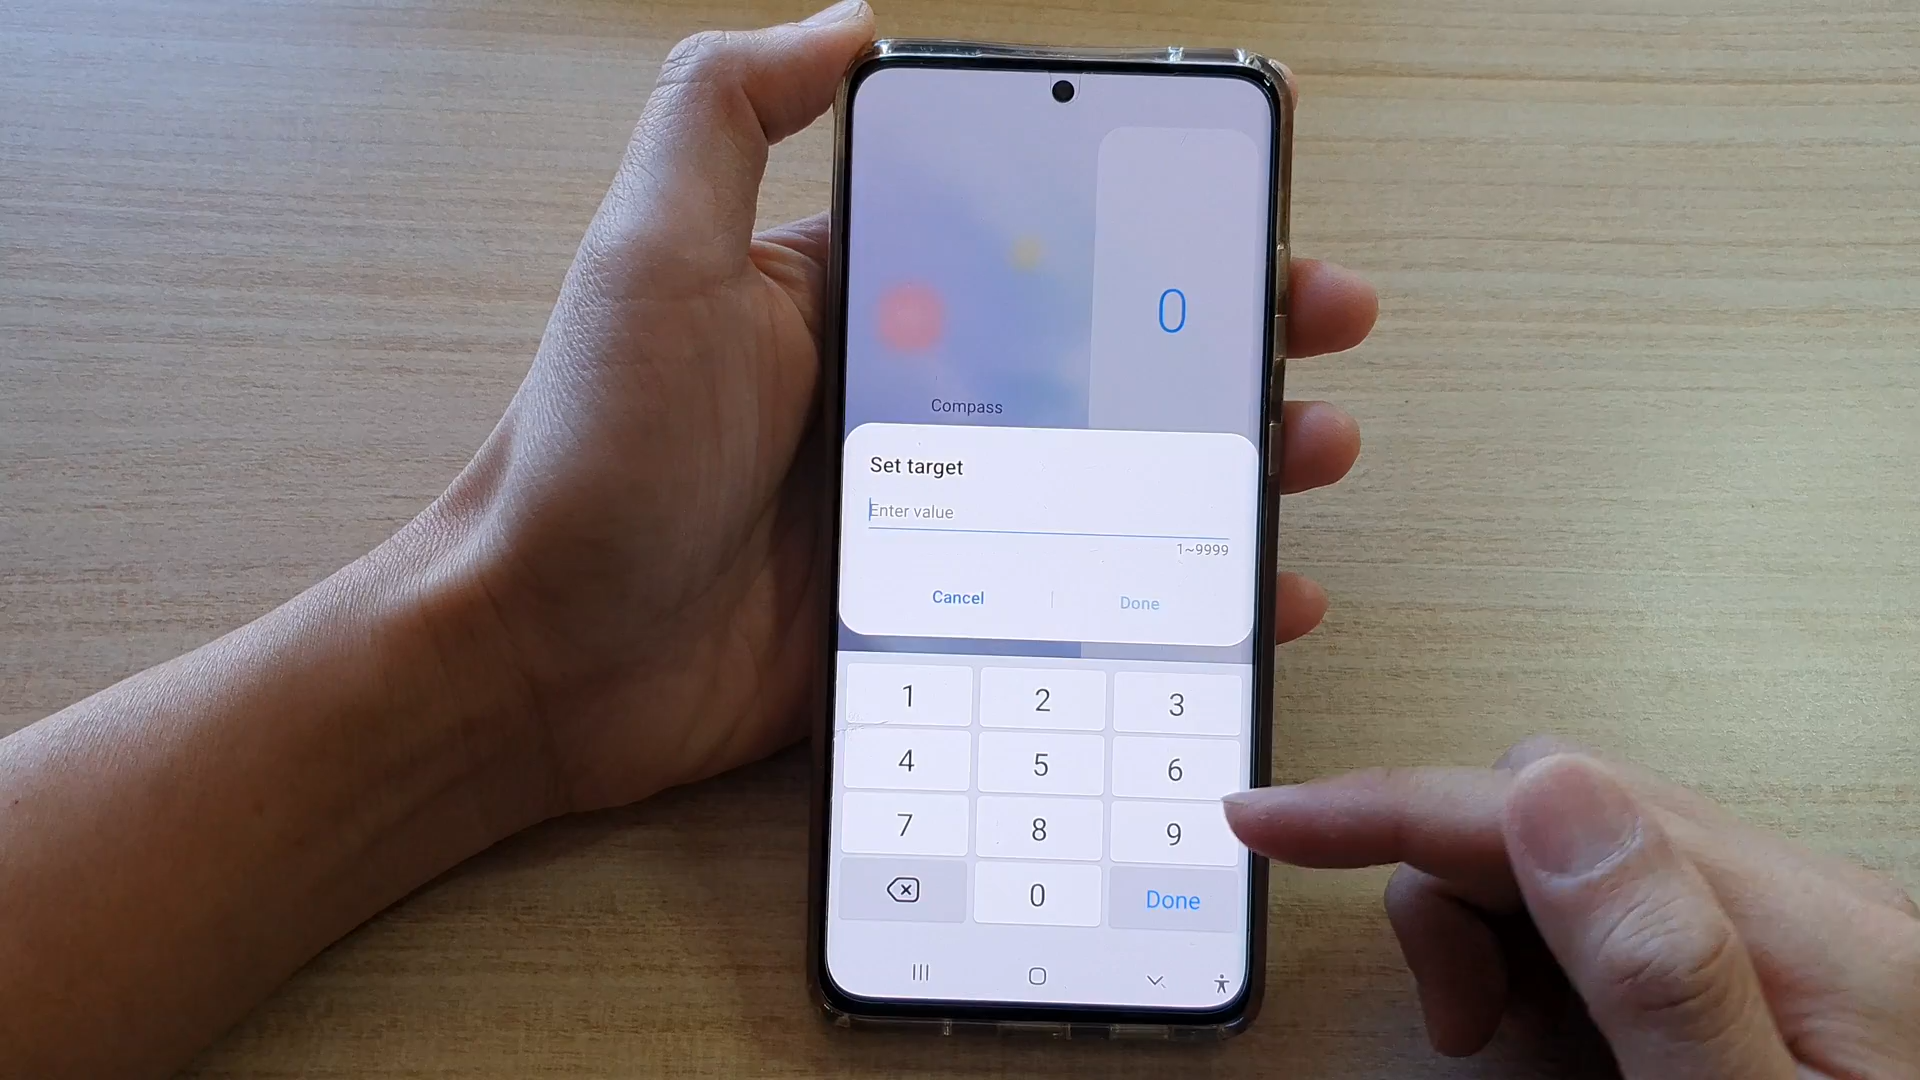 0
Compass
Set target
Enter value
1~9999
Cancel
Done
1 2 3
4 5 6
7 8 9
0 Done